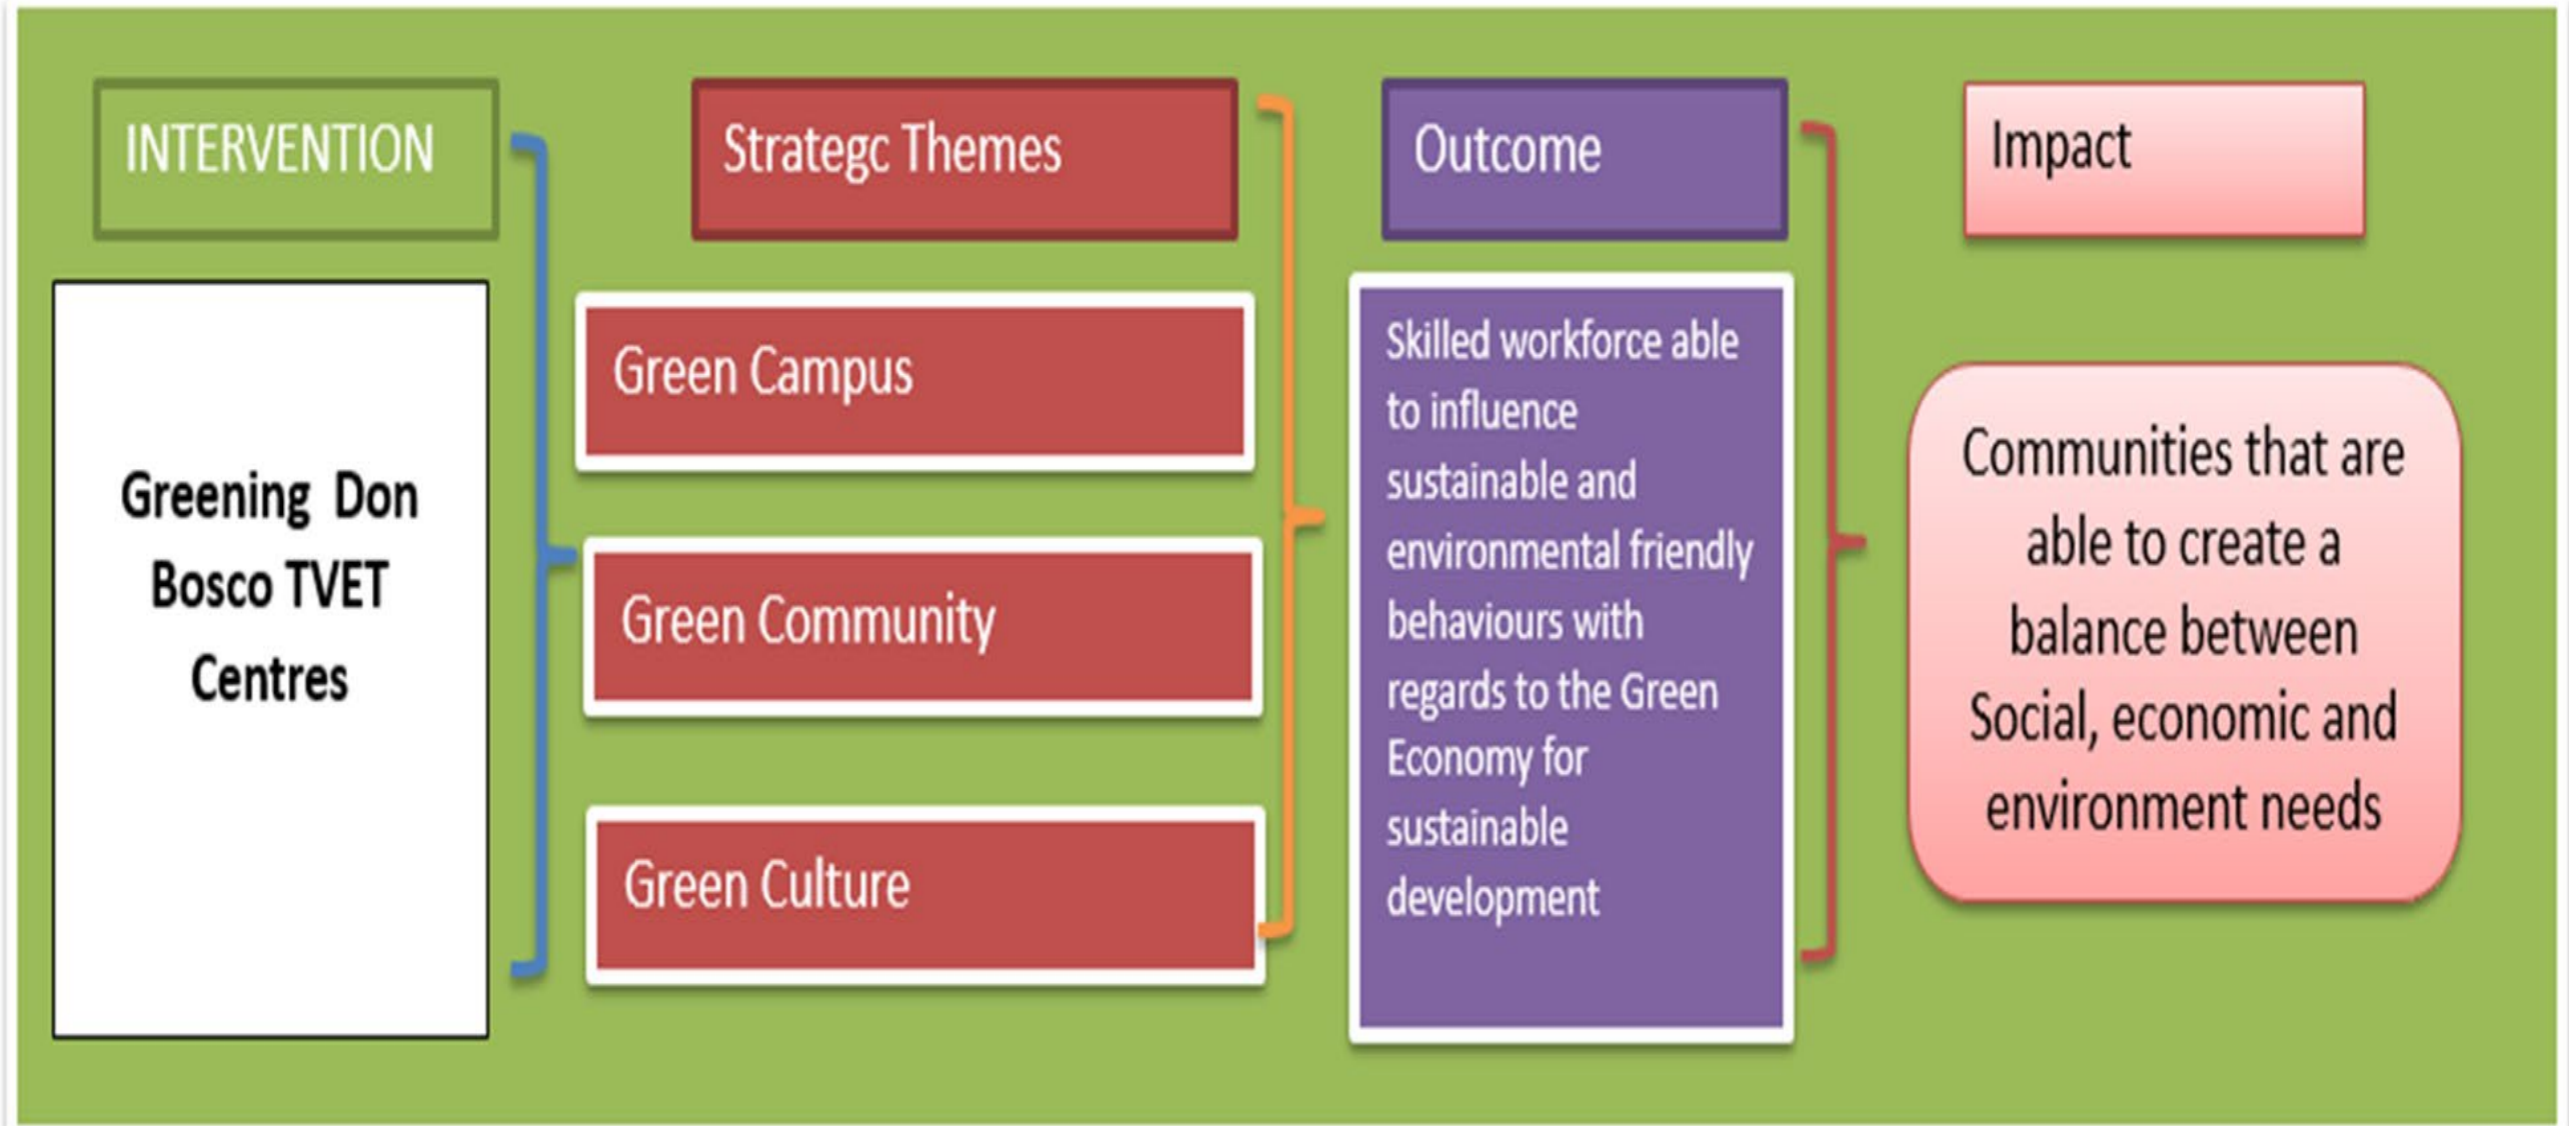 INTERVENTION
Greening Don
Bosco TVET
Centres
Strategc Themes
Green Campus
Green Community
Green Culture
Outcome
Skilled workforce able
to influence
sustainable and
environmental friendly
behaviours with
regards to the Green
Economy for
sustainable
development
Impact
Communities that are
able to create a
balance between
Social, economic and
environment needs